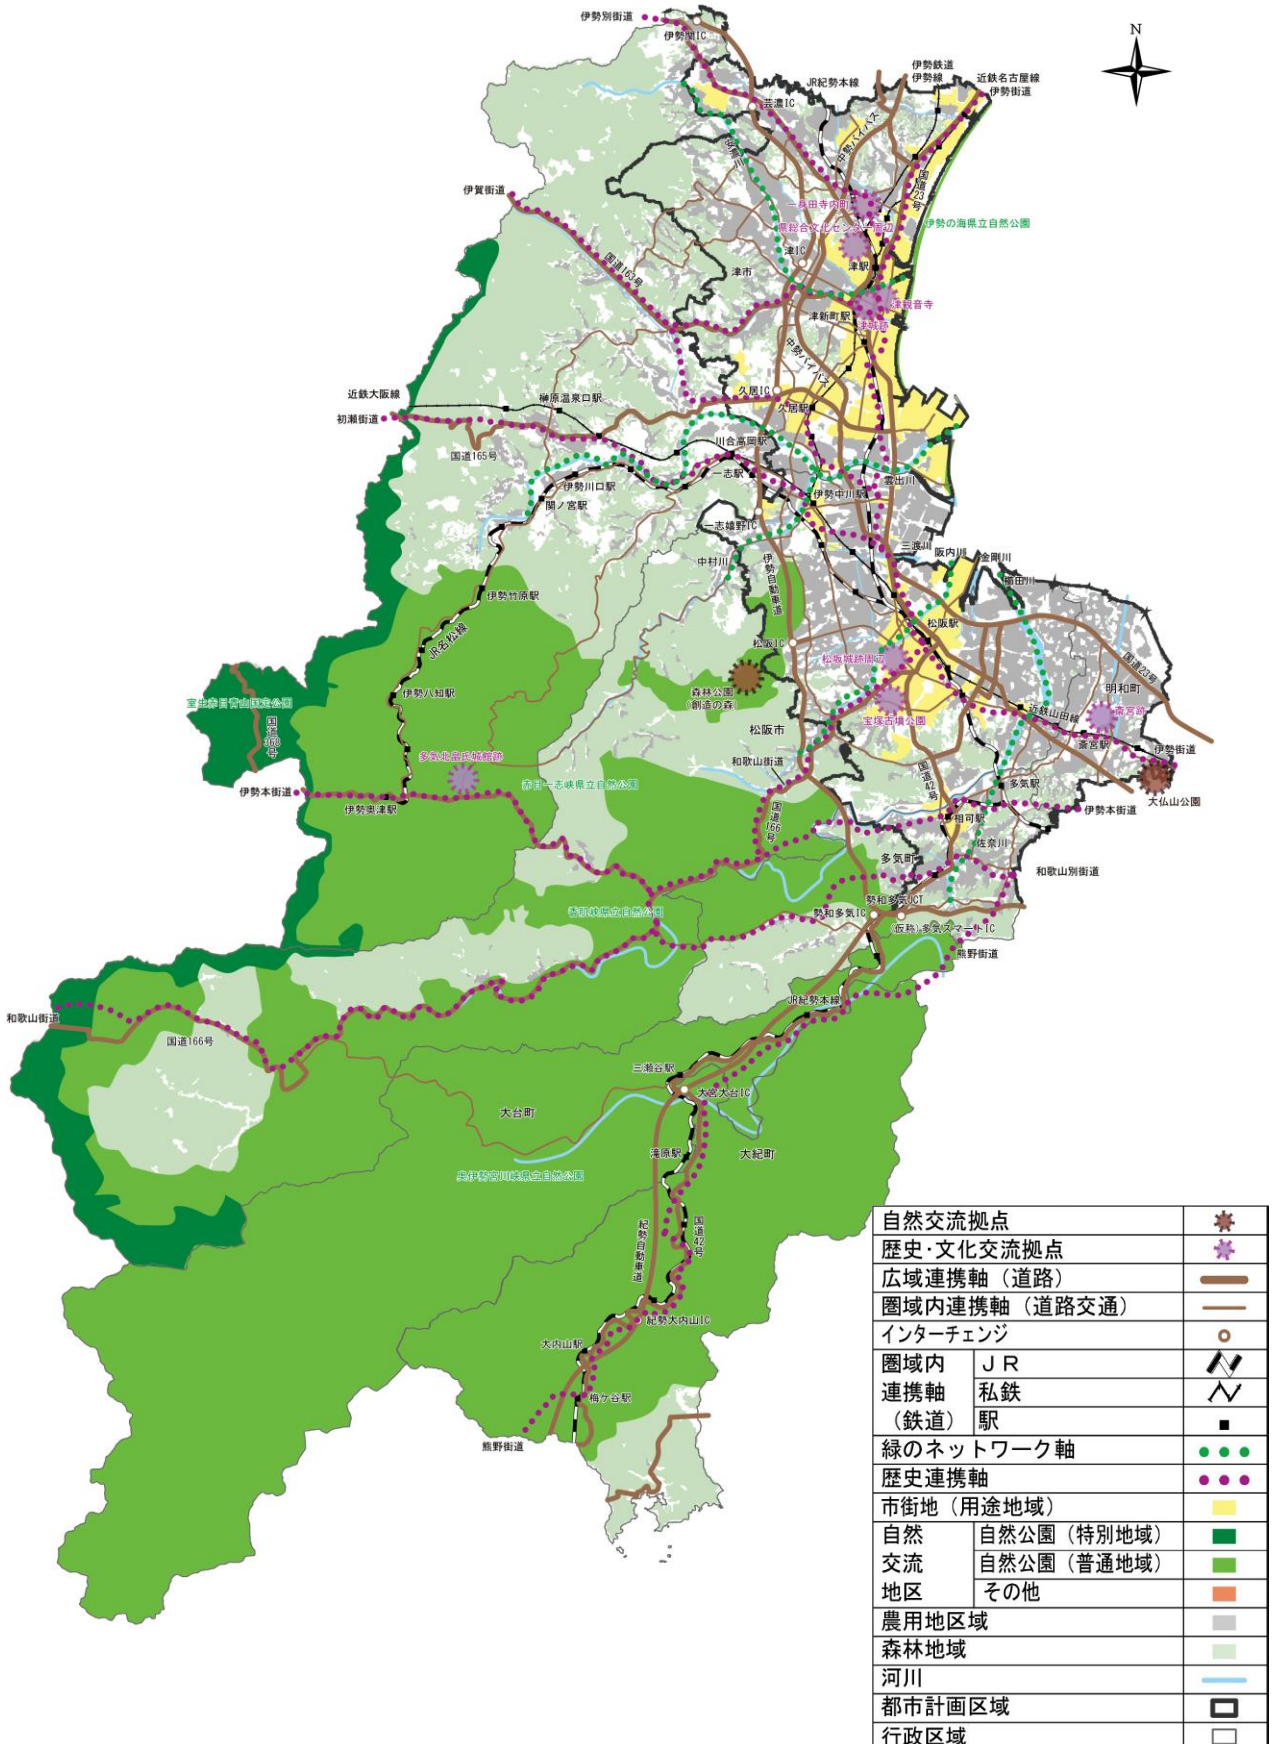 伊勢別街道
伊勢関IC
N
JR紀勢本線
伊勢鉄道
伊勢線
近鉄名古屋線
伊勢街道
芸濃IC
中勢バイパス
国道23号
伊賀街道
一身田寺内町
県総合文化センター周辺
伊勢の海県立自然公園
国道163号
津IC
津駅
津市
津観音寺
津新町駅
津城跡
中勢バイパス
近鉄大阪線
榊原温泉口駅
久居IC
久居駅
初瀬街道
国道165号
川合高岡駅
一志駅
伊勢川口駅
関ノ宮駅
伊勢中川駅
雲出川
一志嬉野IC
三渡川
阪内川
金剛川
櫛田川
中村川
伊勢自動車道
伊勢竹原駅
JR名松線
松阪駅
松阪IC
松坂城跡周辺
国道23号
森林公園
(創造の森)
伊勢八知駅
室生赤目青山国定公園
国道368号
明和町
斎宮跡
宝塚古墳公園
近鉄山田線
松阪市
斎宮駅
伊勢街道
多気北畠氏城館跡
和歌山街道
赤目一志峡県立自然公園
国道42号
多気駅
大仏山公園
伊勢本街道
伊勢奥津駅
国道166号
相可駅
伊勢本街道
佐奈川
多気町
和歌山別街道
勢和多気JCT
香肌峡県立自然公園
勢和多気IC
(仮称)多気スマートIC
熊野街道
和歌山街道
国道166号
JR紀勢本線
三瀬谷駅
大宮大台IC
大台町
滝原駅
大紀町
奥伊勢宮川峡県立自然公園
紀勢自動車道
国道42号
紀勢大内山IC
大内山駅
梅ケ谷駅
熊野街道
自然交流拠点
歴史・文化交流拠点
広域連携軸（道路）
圏域内連携軸（道路交通）
インターチェンジ
圏域内
連携軸
（鉄道）
ＪＲ
私鉄
駅
緑のネットワーク軸
歴史連携軸
市街地（用途地域）
自然
交流
地区
自然公園（特別地域）
自然公園（普通地域）
その他
農用地区域
森林地域
河川
都市計画区域
行政区域